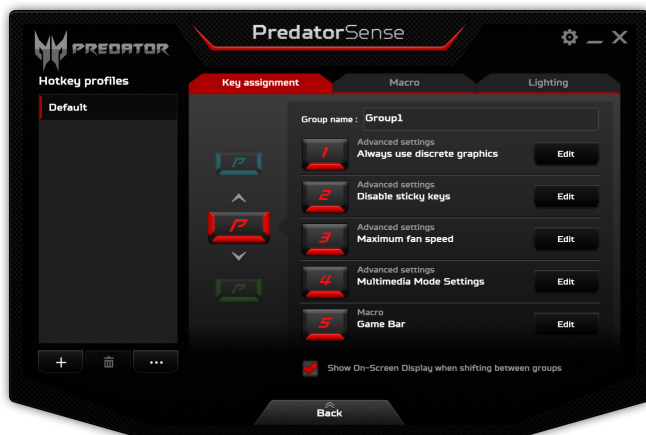 PREDATOR
PredatorSense
Hotkey profiles
Default
Key assignment
Macro
Lighting
Group name :
Group1
P
P
P
1
Advanced settings
Always use discrete graphics
Edit
2
Advanced settings
Disable sticky keys
Edit
3
Advanced settings
Maximum fan speed
Edit
4
Advanced settings
Multimedia Mode Settings
Edit
5
Macro
Game Bar
Edit
Show On-Screen Display when shifting between groups
Back